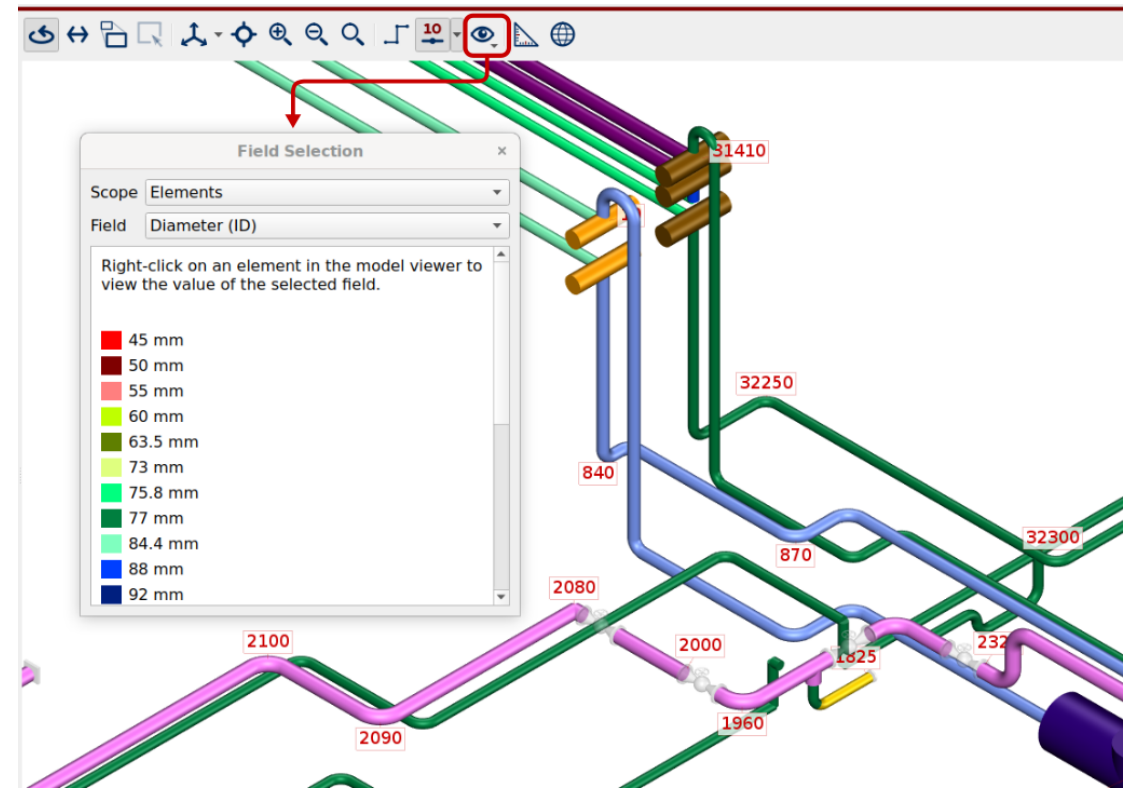 10
Field Selection
×
Scope Elements
Field Diameter (ID)
Right-click on an element in the model viewer to
view the value of the selected field.
45 mm
50 mm
55 mm
60 mm
63.5 mm
73 mm
75.8 mm
77 mm
84.4 mm
88 mm
92 mm
31410
32250
840
870
32300
2080
2100
2000
232
1825
1960
2090